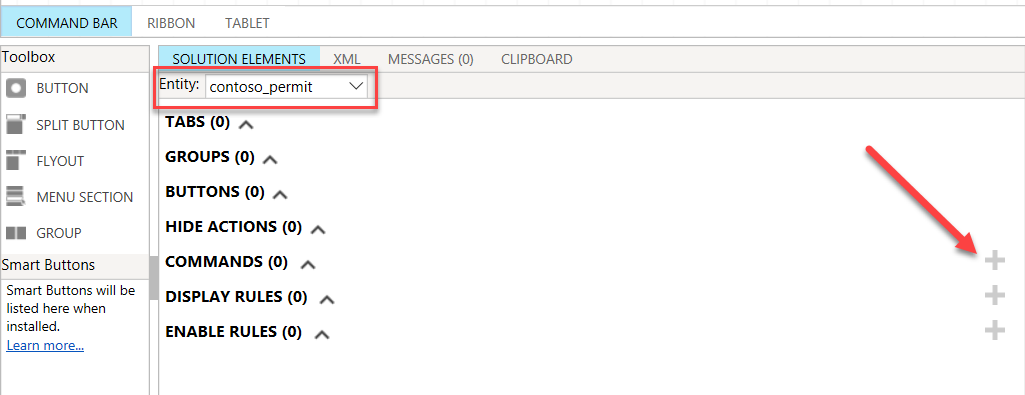 COMMAND BAR RIBBON TABLET
Toolbox
SOLUTION ELEMENTS XML MESSAGES (0) CLIPBOARD
Entity: contoso_permit
BUTTON
SPLIT BUTTON
FLYOUT
MENU SECTION
GROUP
Smart Buttons
Smart Buttons will be
listed here when
installed.
Learn more...
TABS (0)
GROUPS (0)
BUTTONS (0)
HIDE ACTIONS (0)
COMMANDS (0)
DISPLAY RULES (0)
ENABLE RULES (0)